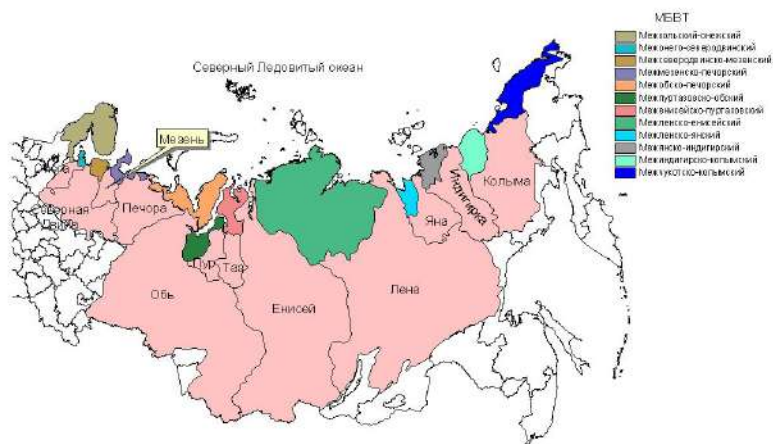 МБВТ
Межкольский-онежский
Межонего-северодвинский
Межсеверодвинско-мезенский
Межмезенско-печорский
Межобско-печорский
Межпуртазовско-обский
Меженисейско-пуртазовский
Межленско-енисейский
Межленско-янский
Межянско-индигирский
Межиндигирско-колымский
Межчукотско-колымский
Северный Ледовитый океан
Мезень
Северная
Двина
Печора
Пур
Таз
Обь
Енисей
Лена
Яна
Индигирка
Колыма